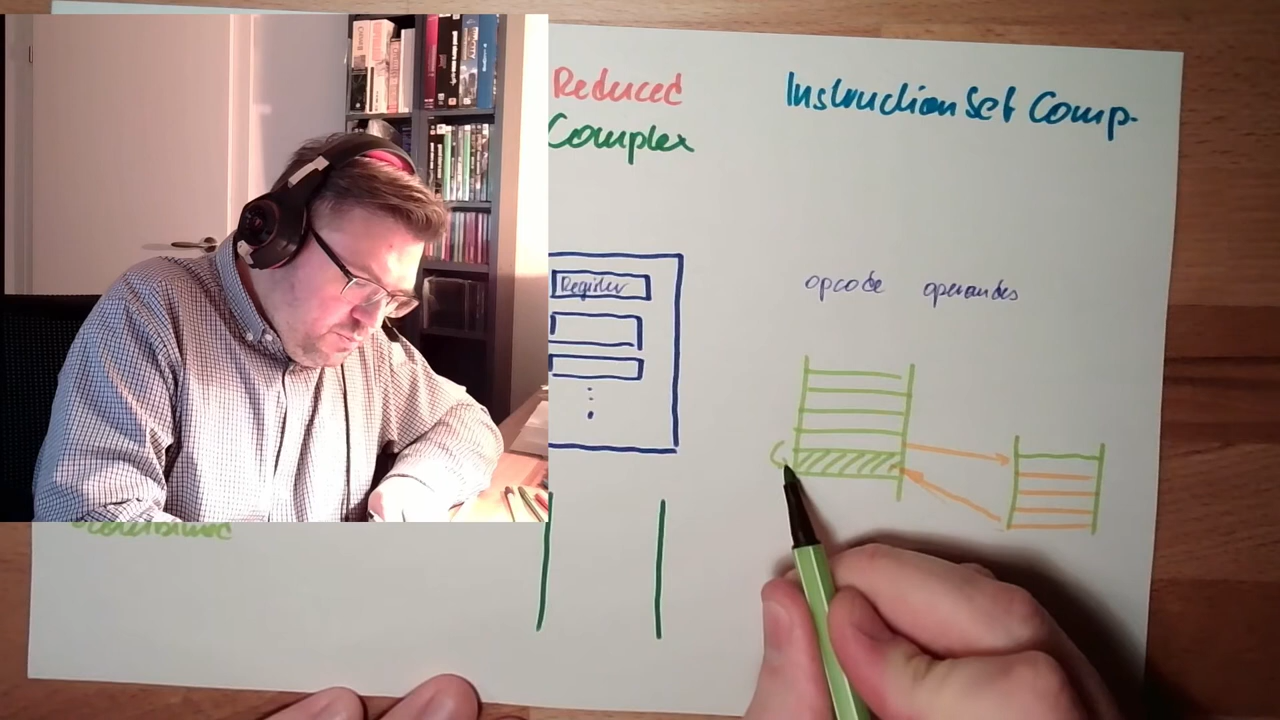 Reduced
Complex
Instruction Set Comp.
Register
opcode operandes